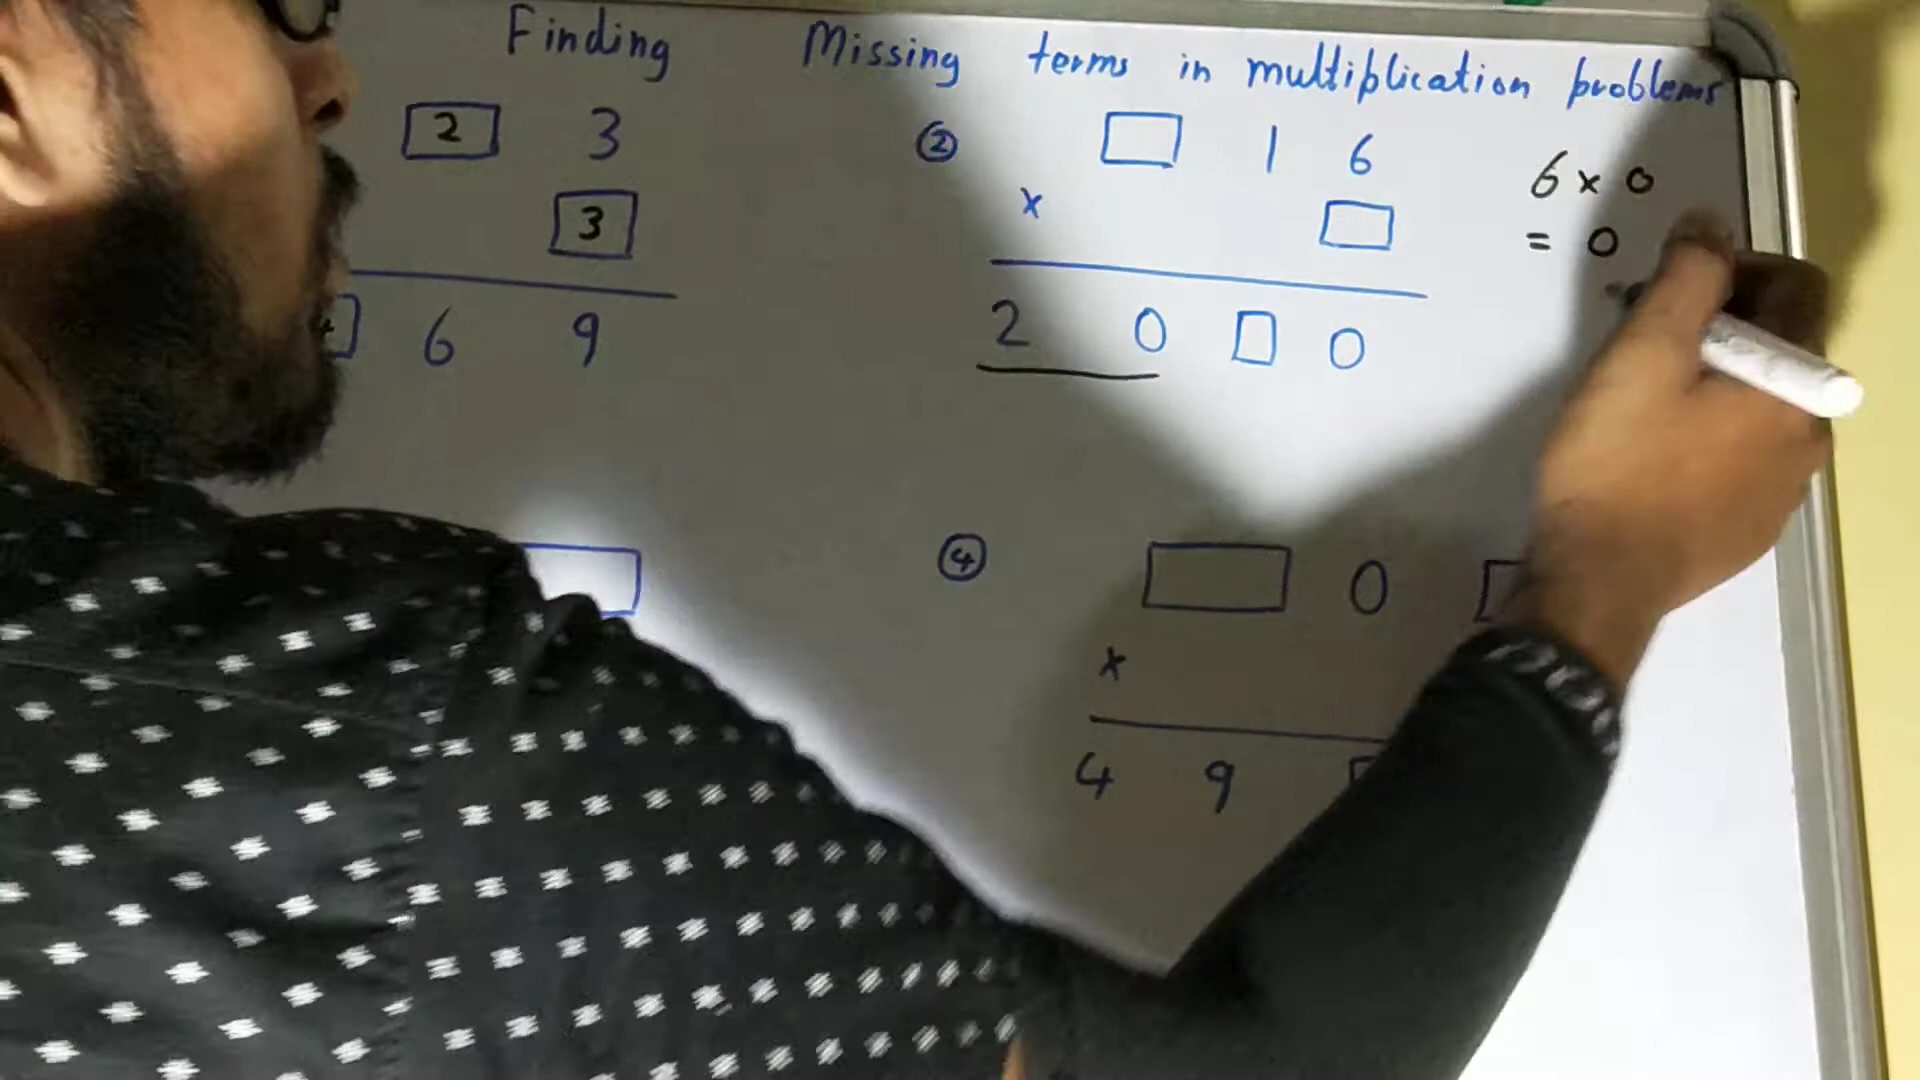 Finding Missing terms in multiplication problems
2 3
3
4 6 9
② 1 6
×
2 0 0
6 × 0
= 0
④ 0
×
4 9